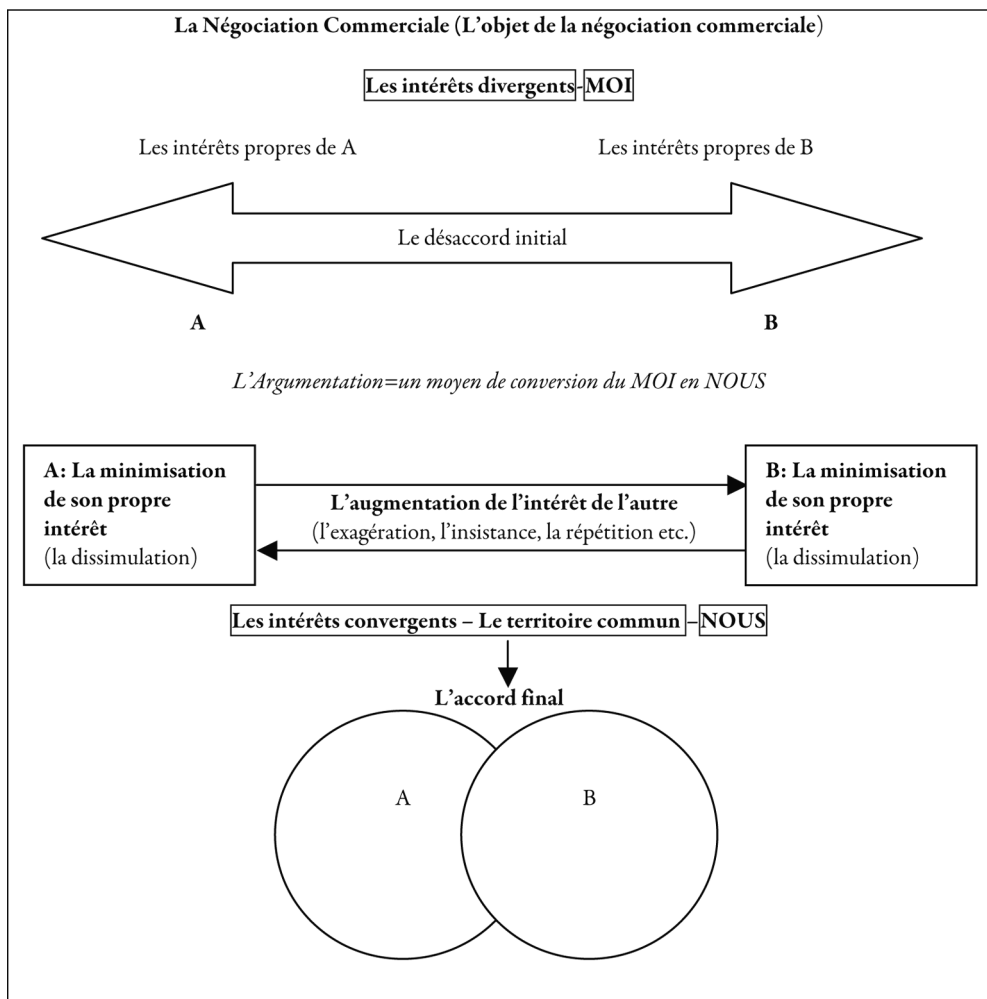 La Négociation Commerciale (L'objet de la négociation commerciale)
Les intérêts divergents-MOI
Les intérêts propres de A
Les intérêts propres de B
Le désaccord initial
A
B
L'Argumentation=un moyen de conversion du MOI en NOUS
A: La minimisation
de son propre
intérêt
(la dissimulation)
L'augmentation de l'intérêt de l'autre
(l'exagération, l'insistance, la répétition etc.)
B: La minimisation
de son propre
intérêt
(la dissimulation)
Les intérêts convergents – Le territoire commun –NOUS
L'accord final
A
B